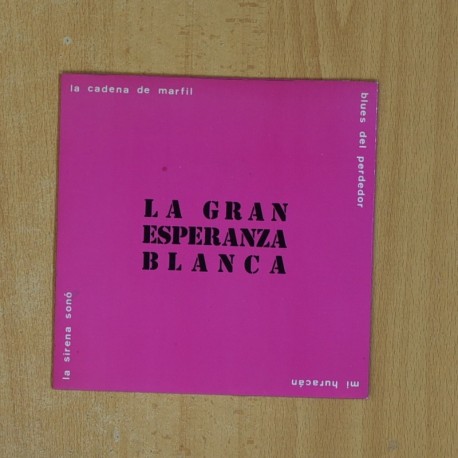 la cadena de marfil
blues del perdedor
LA GRAN
ESPERANZA
BLANCA
la sirena sonó
mi huracán